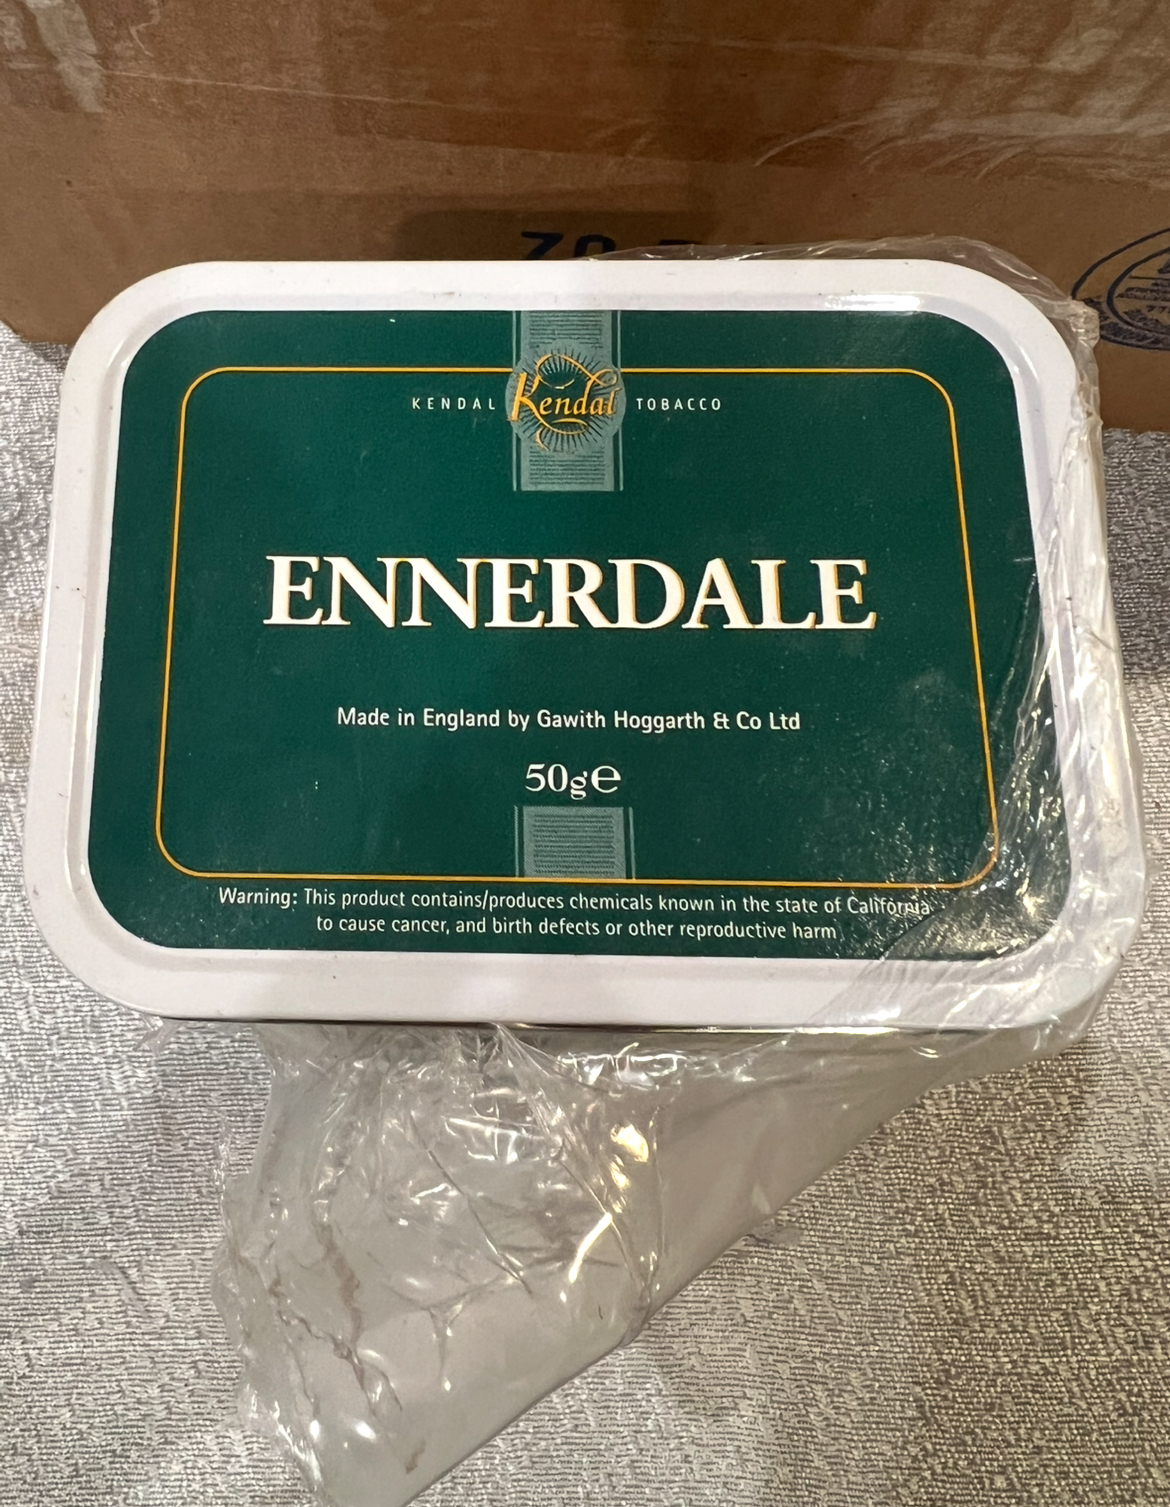 KENDAL Kendal TOBACCO
ENNERDALE
Made in England by Gawith Hoggarth & Co Ltd
50g℮
Warning: This product contains/produces chemicals known in the state of California
to cause cancer, and birth defects or other reproductive harm